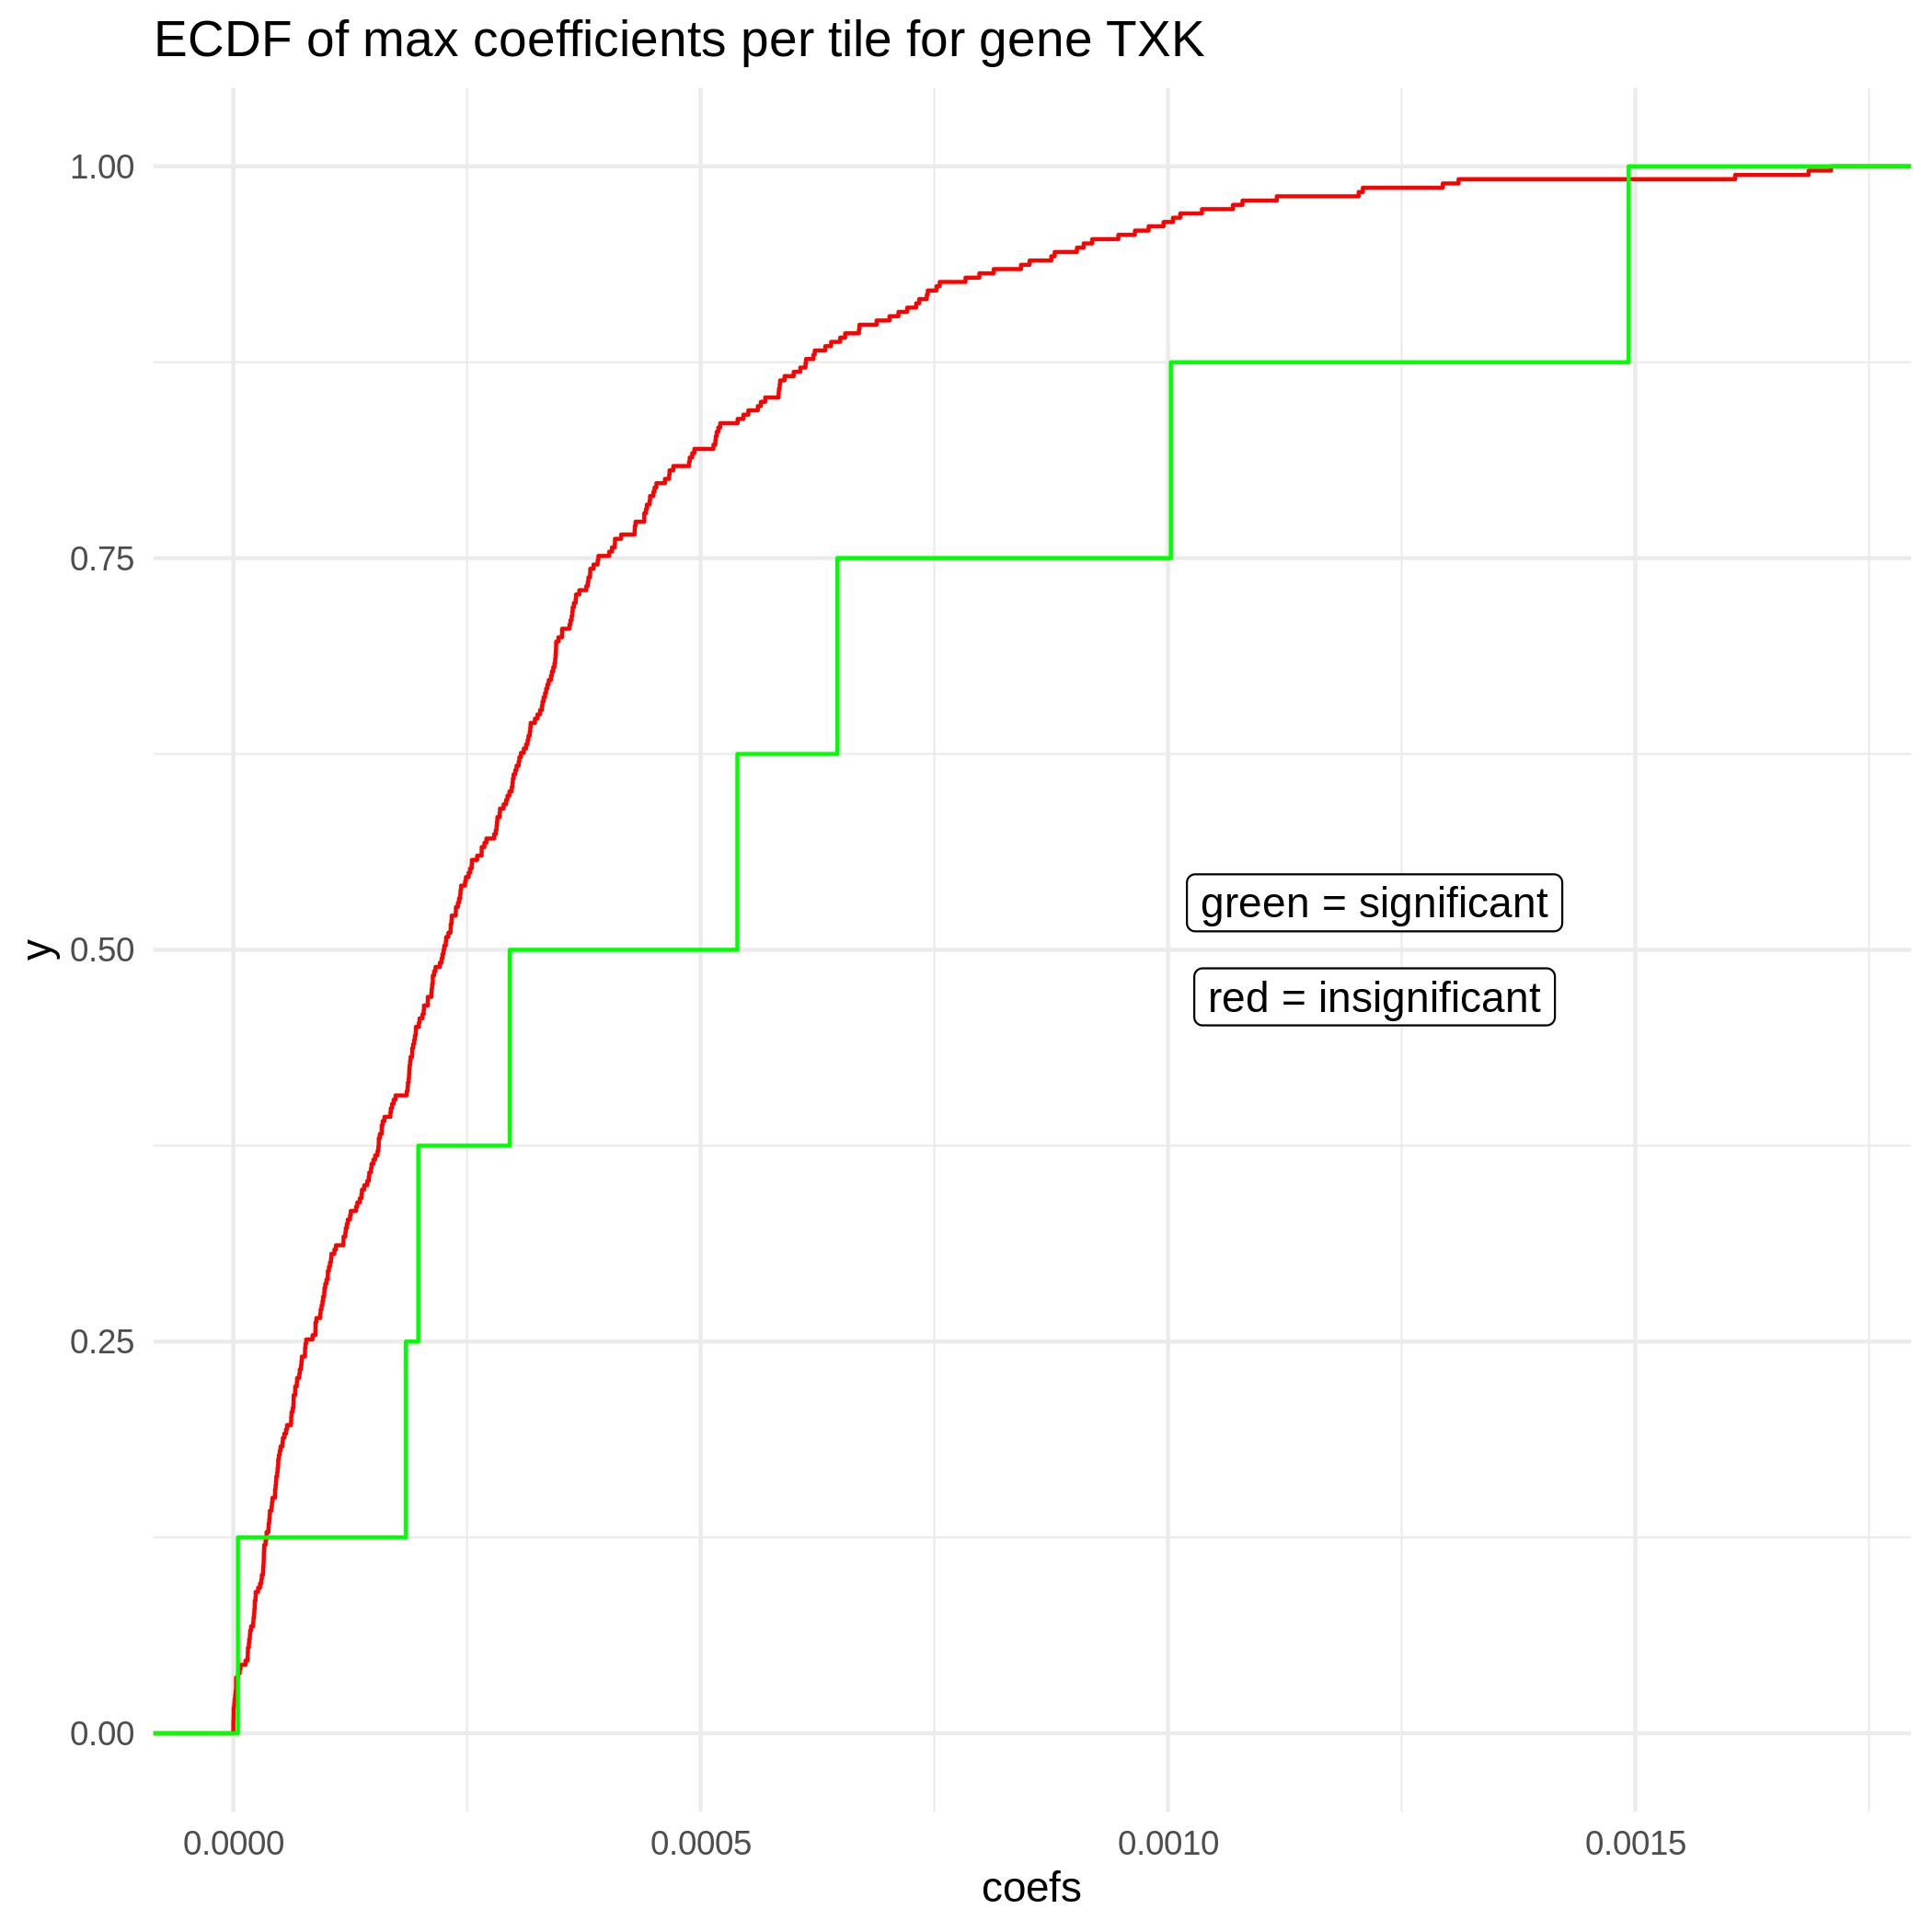 ECDF of max coefficients per tile for gene TXK
1.00
0.75
0.50
0.25
0.00
y
green = significant
red = insignificant
0.0000 0.0005 0.0010 0.0015
coefs